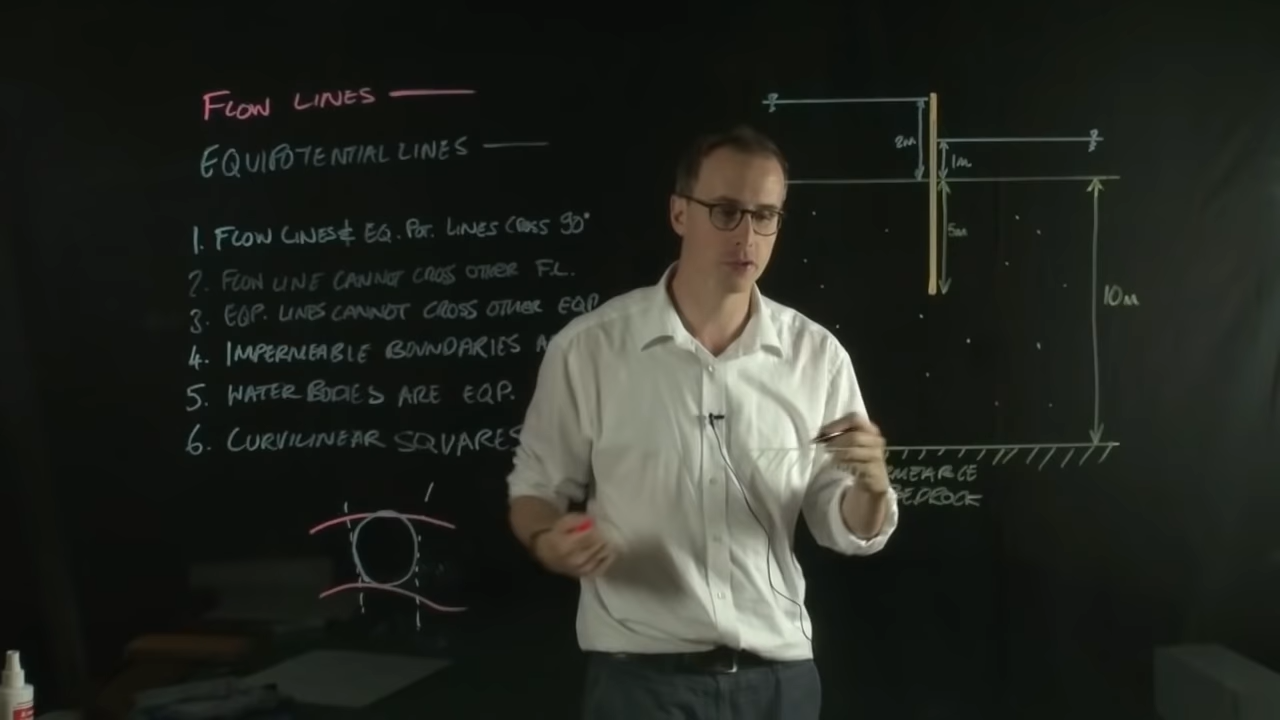 FLOW LINES
EQUIPOTENTIAL LINES
1. FLOW LINES & EQ. POT. LINES CROSS 90°
2. FLOW LINE CANNOT CROSS OTHER F.L.
3. EQP. LINES CANNOT CROSS OTHER EQP
4. IMPERMEABLE BOUNDARIES A
5. WATER BODIES ARE EQP.
6. CURVILINEAR SQUARES
2m
1m
5m
10m
MEABLE
EDROCK